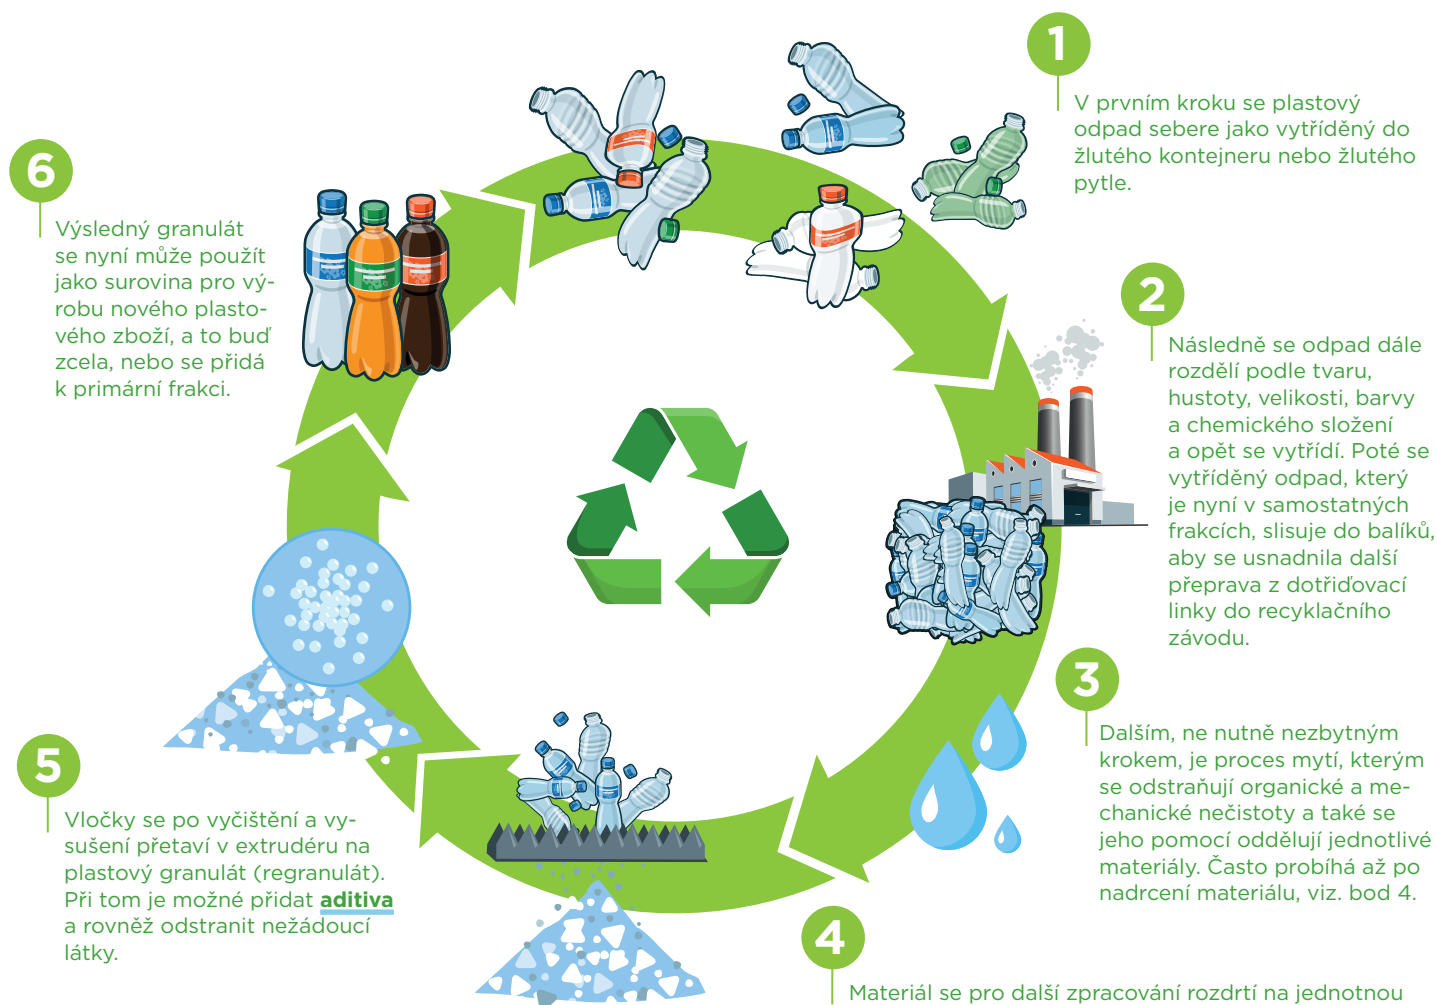 1
V prvním kroku se plastový
odpad sebere jako vytříděný do
žlutého kontejneru nebo žlutého
pytle.
2
Následně se odpad dále
rozdělí podle tvaru,
hustoty, velikosti, barvy
a chemického složení
a opět se vytřídí. Poté se
vytříděný odpad, který
je nyní v samostatných
frakcích, slisuje do balíků,
aby se usnadnila další
přeprava z dotřiďovací
linky do recyklačního
závodu.
3
Dalším, ne nutně nezbytným
krokem, je proces mytí, kterým
se odstraňují organické a me-
chanické nečistoty a také se
jeho pomocí oddělují jednotlivé
materiály. Často probíhá až po
nadrcení materiálu, viz. bod 4.
4
Materiál se pro další zpracování rozdrtí na jednotnou
5
Vločky se po vyčištění a vy-
sušení přetaví v extrudéru na
plastový granulát (regranulát).
Při tom je možné přidat aditiva
a rovněž odstranit nežádoucí
látky.
6
Výsledný granulát
se nyní může použít
jako surovina pro vý-
robu nového plasto-
vého zboží, a to buď
zcela, nebo se přidá
k primární frakci.